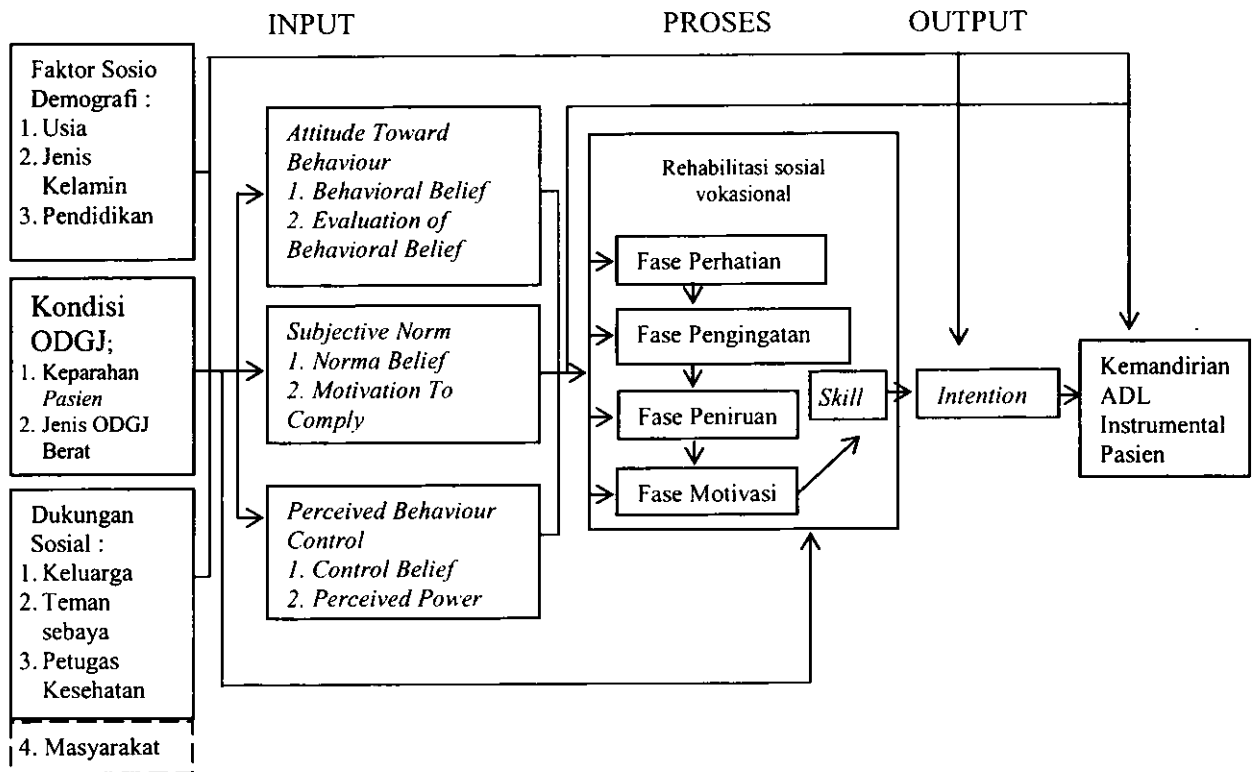 INPUT
PROSES
OUTPUT
Faktor Sosio
Demografi :
1. Usia
2. Jenis
Kelamin
3. Pendidikan
Kondisi
ODGJ;
1. Keparahan
Pasien
2. Jenis ODGJ
Berat
Dukungan
Sosial :
1. Keluarga
2. Teman
sebaya
3. Petugas
Kesehatan
4. Masyarakat
Attitude Toward
Behaviour
1. Behavioral Belief
2. Evaluation of
Behavioral Belief
Subjective Norm
1. Norma Belief
2. Motivation To
Comply
Perceived Behaviour
Control
1. Control Belief
2. Perceived Power
Rehabilitasi sosial
vokasional
Fase Perhatian
Fase Pengingatan
Fase Peniruan
Fase Motivasi
Skill
Intention
Kemandirian
ADL
Instrumental
Pasien